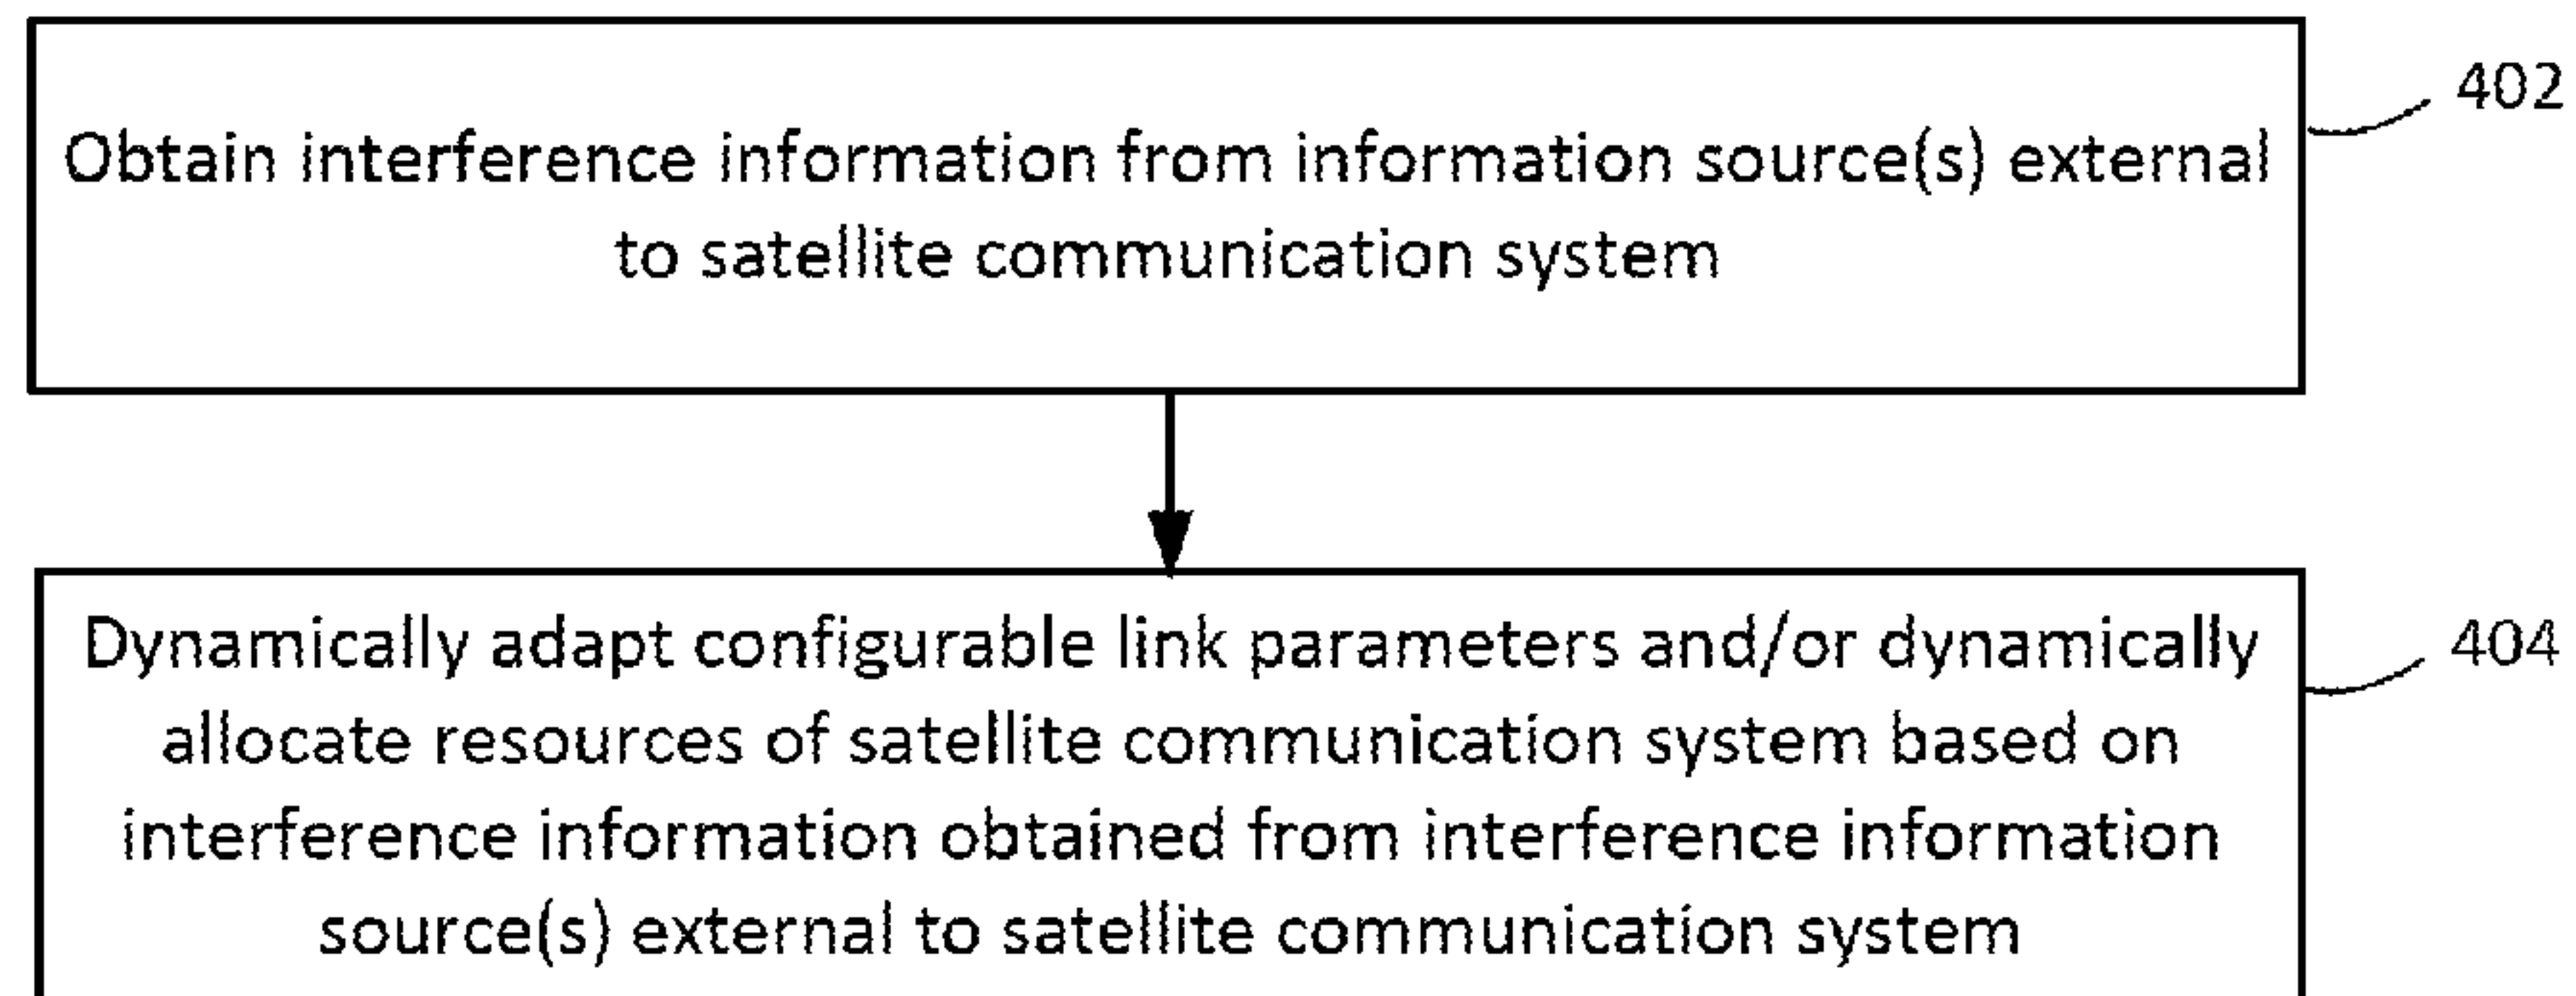 Obtain interference information from information source(s) external
to satellite communication system
402
Dynamically adapt configurable link parameters and/or dynamically
allocate resources of satellite communication system based on
interference information obtained from interference information
source(s) external to satellite communication system
404